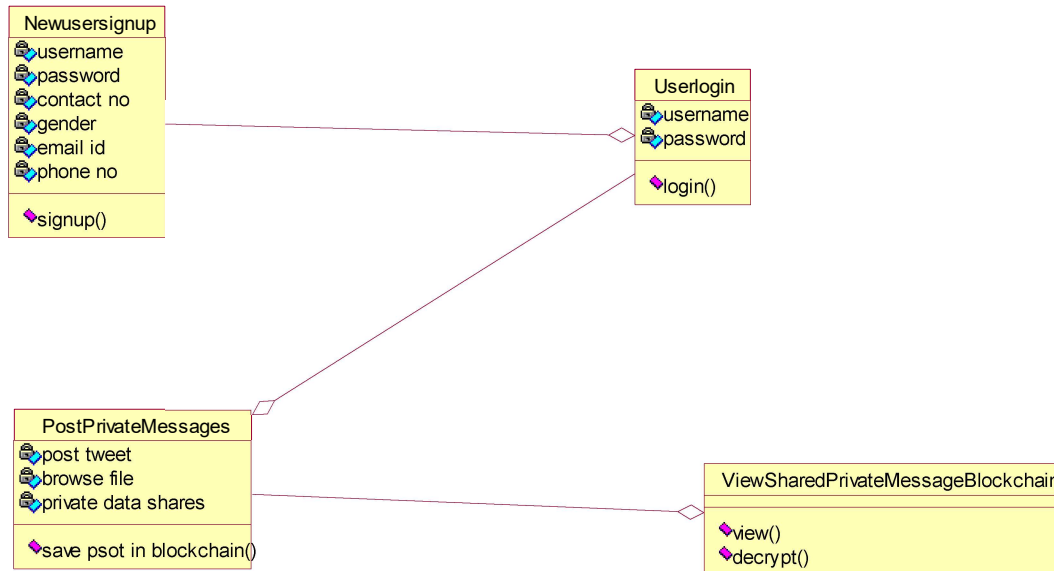 Newusersignup
username
password
contact no
gender
email id
phone no
signup()
Userlogin
username
password
login()
PostPrivateMessages
post tweet
browse file
private data shares
save psot in blockchain()
ViewSharedPrivateMessageBlockchain
view()
decrypt()